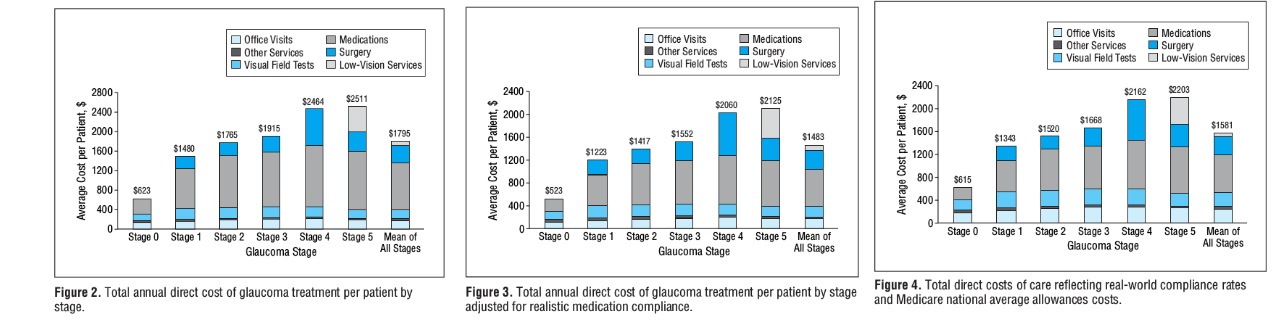 Office Visits
Medications
Other Services
Surgery
Visual Field Tests
Low-Vision Services
Average Cost per Patient, $
2800
2400
2000
1600
1200
800
400
0
$623
$1480
$1765
$1915
$2464
$2511
$1795
Stage 0 Stage 1 Stage 2 Stage 3 Stage 4 Stage 5 Mean of
All Stages
Glaucoma Stage
Figure 2. Total annual direct cost of glaucoma treatment per patient by
stage.
Office Visits
Medications
Other Services
Surgery
Visual Field Tests
Low-Vision Services
Average Cost per Patient, $
2400
2000
1600
1200
800
400
0
$523
$1223
$1417
$1552
$2060
$2125
$1483
Stage 0 Stage 1 Stage 2 Stage 3 Stage 4 Stage 5 Mean of
All Stages
Glaucoma Stage
Figure 3. Total annual direct cost of glaucoma treatment per patient by stage
adjusted for realistic medication compliance.
Office Visits
Medications
Other Services
Surgery
Visual Field Tests
Low-Vision Services
Average Cost per Patient, $
2400
2000
1600
1200
800
400
0
$615
$1343
$1520
$1668
$2162
$2203
$1581
Stage 0 Stage 1 Stage 2 Stage 3 Stage 4 Stage 5 Mean of
All Stages
Glaucoma Stage
Figure 4. Total direct costs of care reflecting real-world compliance rates
and Medicare national average allowances costs.